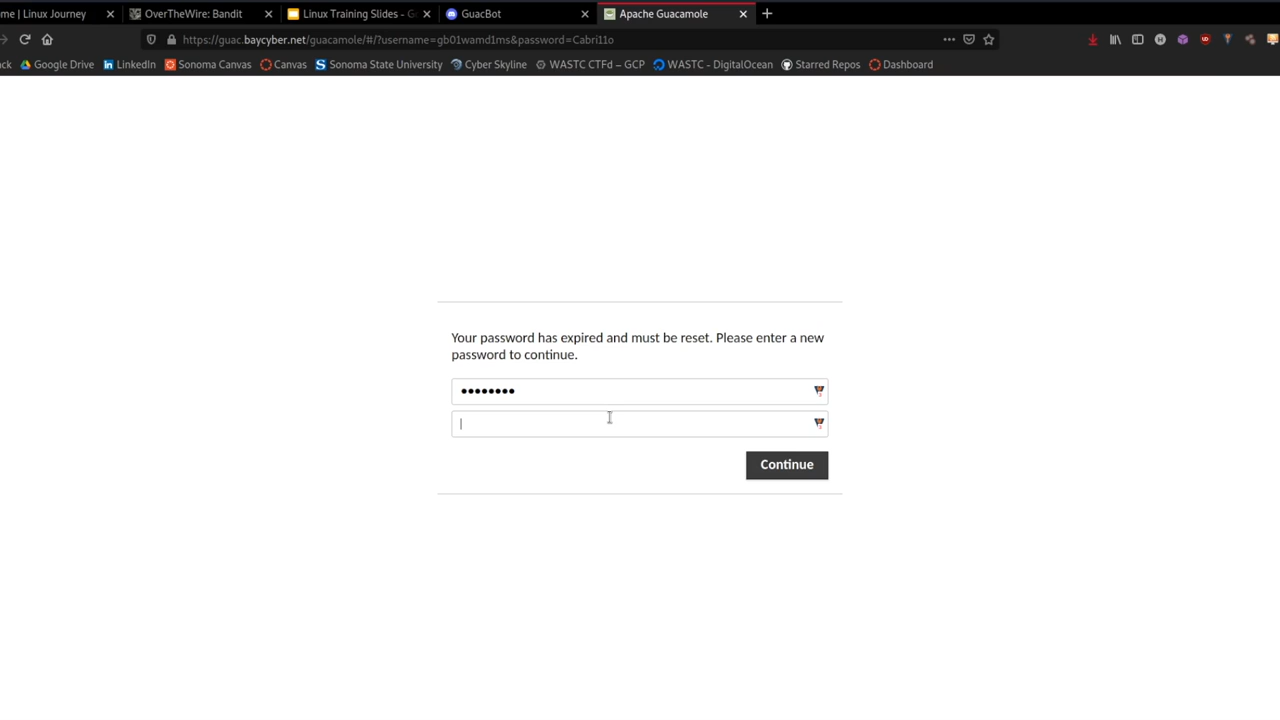 me | Linux Journey
OverTheWire: Bandit
Linux Training Slides - G
GuacBot
Apache Guacamole
https://guac.baycyber.net/guacamole/#/?username=gb01wamd1ms&password=Cabri11o
ck
Google Drive
LinkedIn
Sonoma Canvas
Canvas
Sonoma State University
Cyber Skyline
WASTC CTFd – GCP
WASTC - DigitalOcean
Starred Repos
Dashboard
Your password has expired and must be reset. Please enter a new
password to continue.
Continue